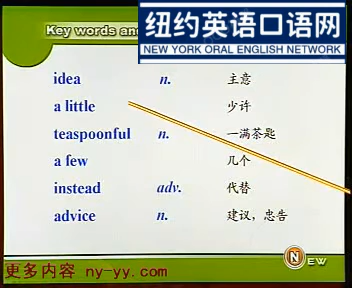 Key words and
纽约英语口语网
NEW YORK ORAL ENGLISH NETWORK
idea n. 主意
a little 少许
teaspoonful n. 一满茶匙
a few 几个
instead adv. 代替
advice n. 建议，忠告
NEW
更多内容 ny-yy.com